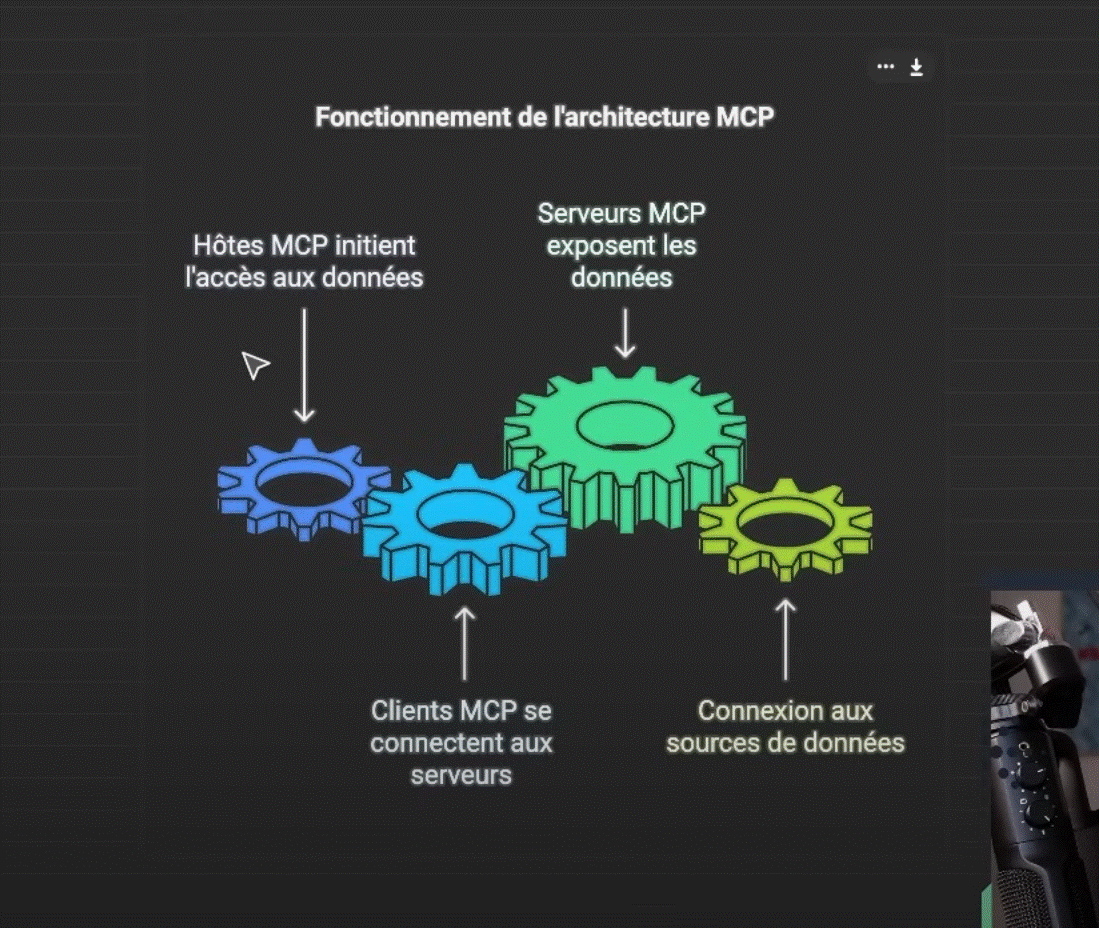 Fonctionnement de l'architecture MCP
Hôtes MCP initient
l'accès aux données
Serveurs MCP
exposent les
données
Clients MCP se
connectent aux
serveurs
Connexion aux
sources de données